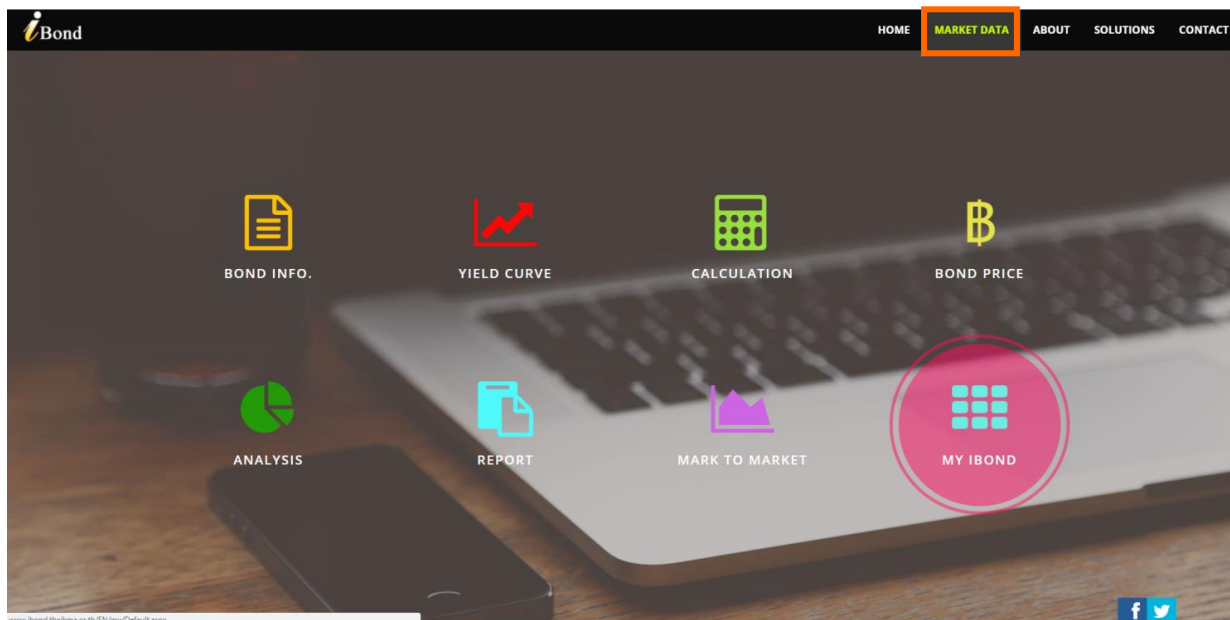 iBond
HOME MARKET DATA ABOUT SOLUTIONS CONTACT
BOND INFO. YIELD CURVE CALCULATION BOND PRICE
ANALYSIS REPORT MARK TO MARKET MY IBOND